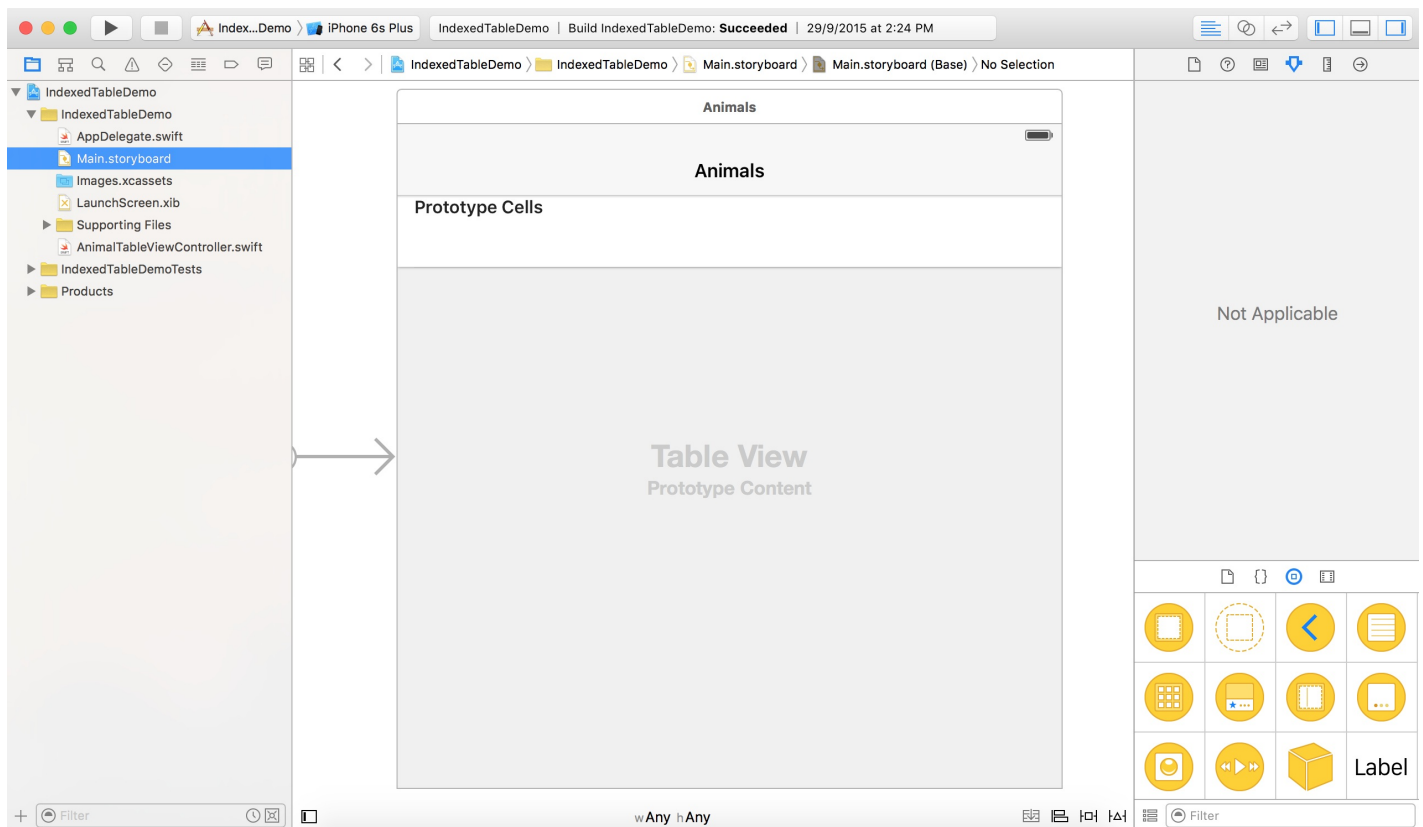 Index...Demo iPhone 6s Plus IndexedTableDemo | Build IndexedTableDemo: Succeeded | 29/9/2015 at 2:24 PM
IndexedTableDemo IndexedTableDemo Main.storyboard Main.storyboard (Base) No Selection
IndexedTableDemo
IndexedTableDemo
AppDelegate.swift
Main.storyboard
Images.xcassets
LaunchScreen.xib
Supporting Files
AnimalTableViewController.swift
IndexedTableDemoTests
Products
Animals
Animals
Prototype Cells
Table View
Prototype Content
Not Applicable
Label
Filter
wAny hAny
Filter